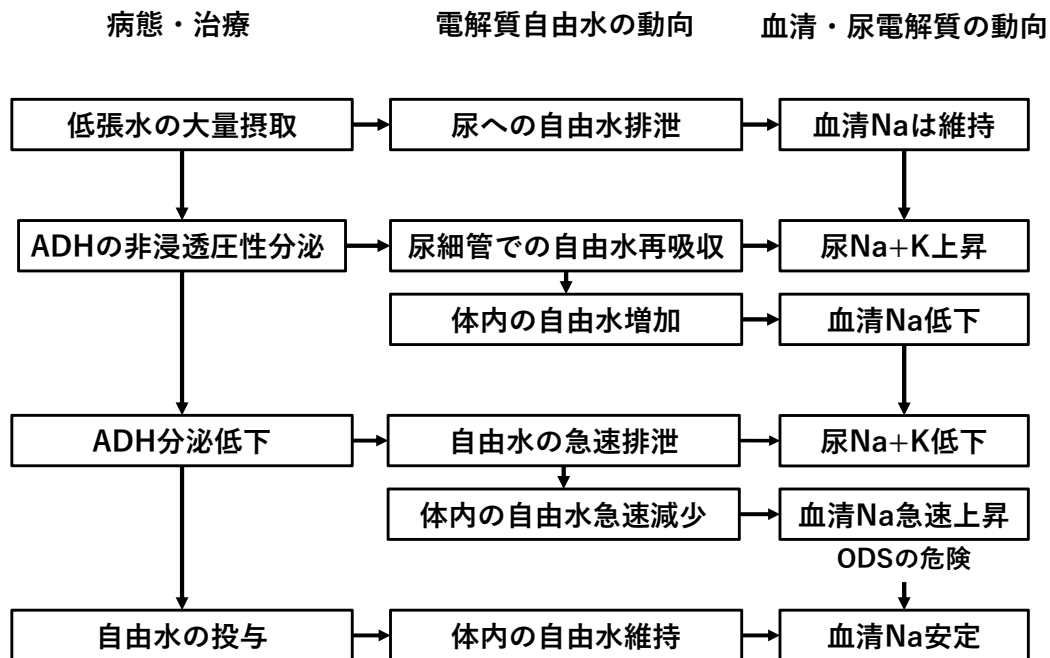 病態・治療 電解質自由水の動向 血清・尿電解質の動向
低張水の大量摂取 尿への自由水排泄 血清Naは維持
ADHの非浸透圧性分泌 尿細管での自由水再吸収 尿Na+K上昇
体内の自由水増加 血清Na低下
ADH分泌低下 自由水の急速排泄 尿Na+K低下
体内の自由水急速減少 血清Na急速上昇
ODSの危険
自由水の投与 体内の自由水維持 血清Na安定